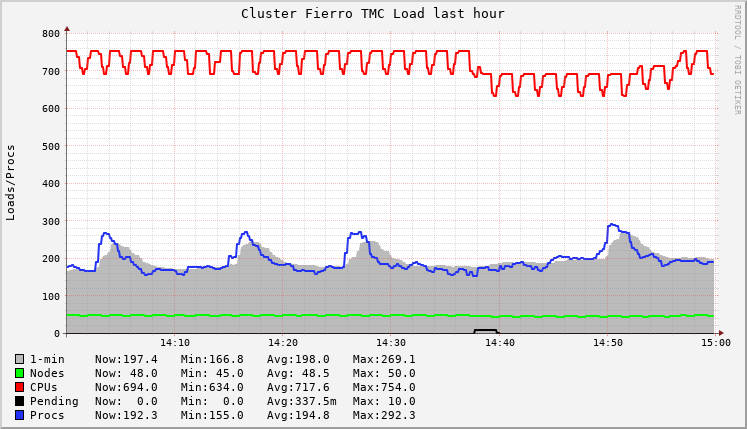 Cluster Fierro TMC Load last hour
RRDTOOL / TOBI OETIKER
Loads/Procs
800
700
600
500
400
300
200
100
0
14:10 14:20 14:30 14:40 14:50 15:00
1-min Now:197.4 Min:166.8 Avg:198.0 Max:269.1
Nodes Now: 48.0 Min: 45.0 Avg: 48.5 Max: 50.0
CPUs Now:694.0 Min:634.0 Avg:717.6 Max:754.0
Pending Now: 0.0 Min: 0.0 Avg:337.5m Max: 10.0
Procs Now:192.3 Min:155.0 Avg:194.8 Max:292.3